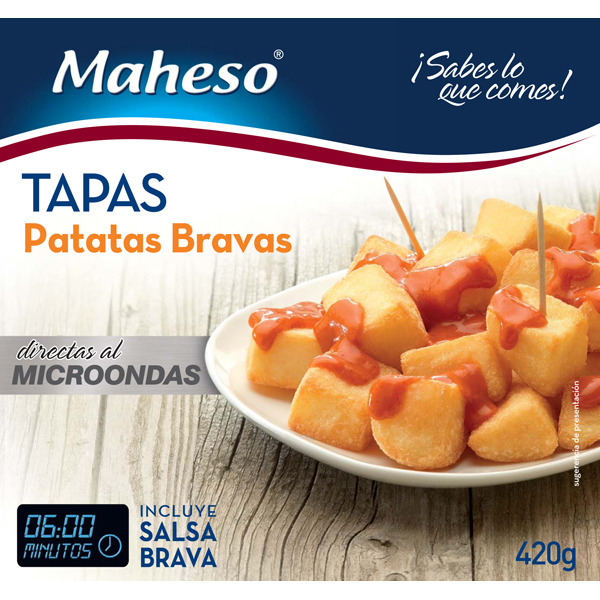 Maheso®
¡Sabes lo
que comes!
TAPAS
Patatas Bravas
directas al
MICROONDAS
sugerencia de presentación
06:00
MINUTOS
INCLUYE
SALSA
BRAVA
420g